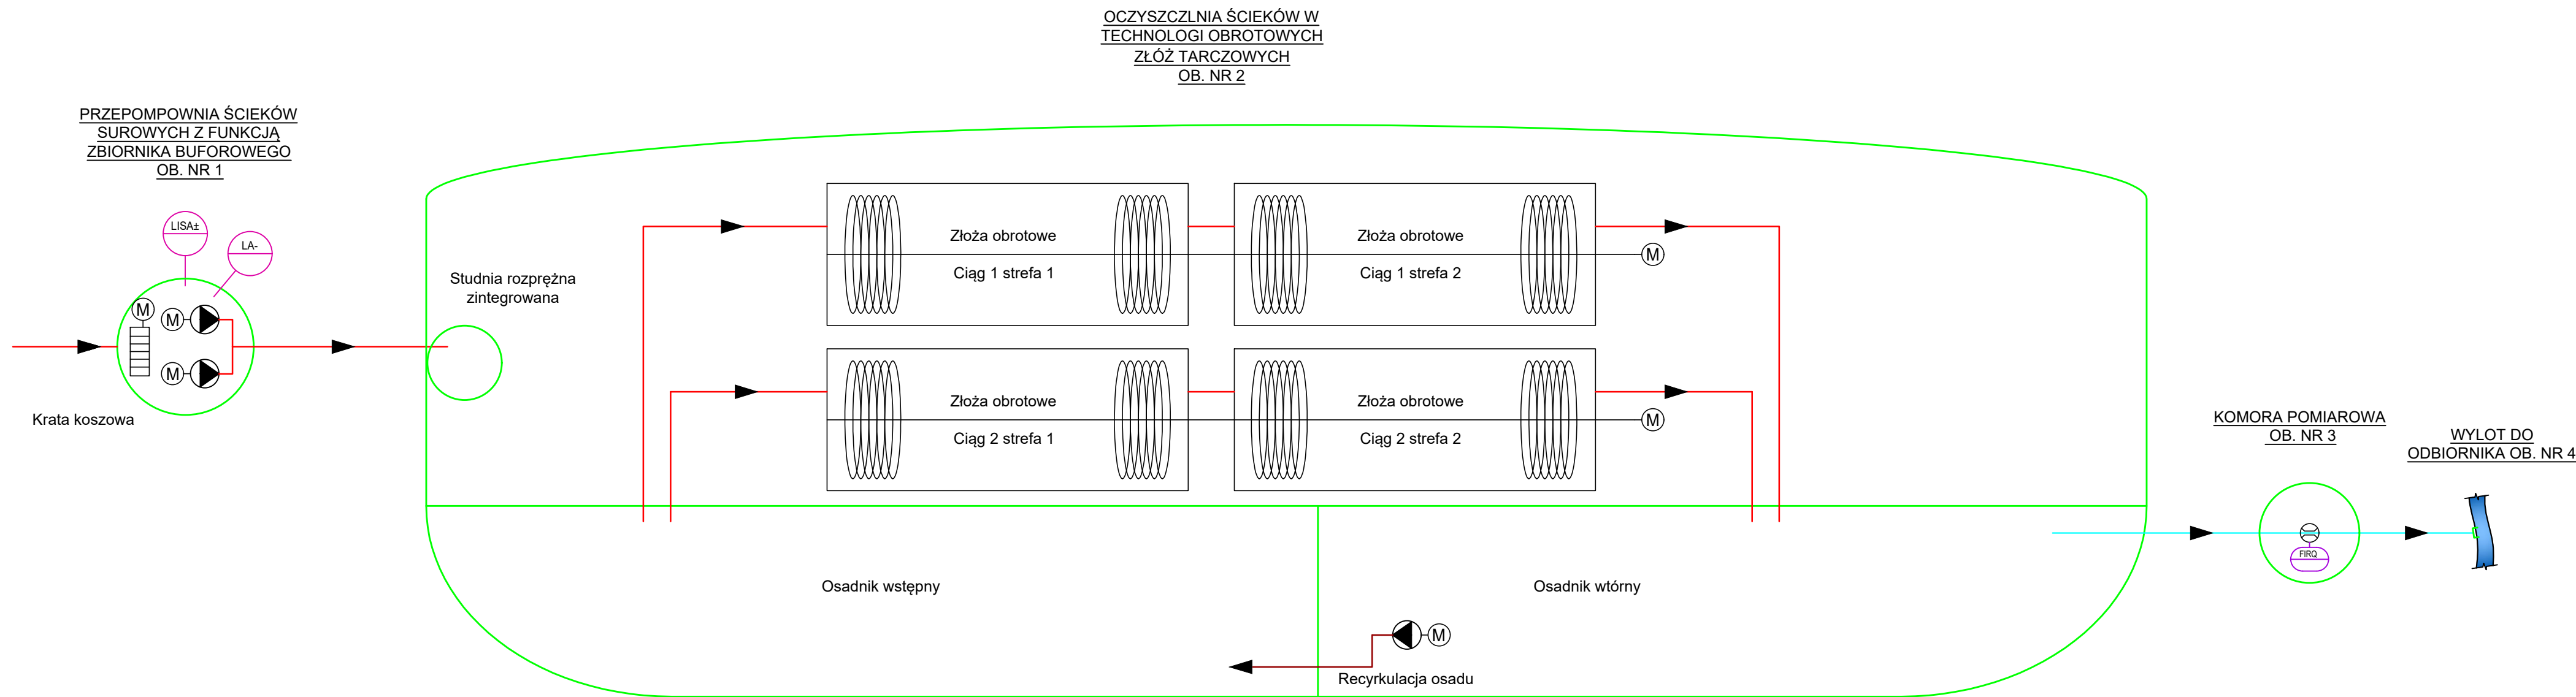 OCZYSZCZLNIA ŚCIEKÓW W
TECHNOLOGI OBROTOWYCH
ZŁÓŻ TARCZOWYCH
OB. NR 2
PRZEPOMPOWNIA ŚCIEKÓW
SUROWYCH Z FUNKCJĄ
ZBIORNIKA BUFOROWEGO
OB. NR 1
LISA±
LA-
M
M
M
Krata koszowa
Studnia rozprężna
zintegrowana
Złoża obrotowe
Ciąg 1 strefa 1
Złoża obrotowe
Ciąg 1 strefa 2
M
Złoża obrotowe
Ciąg 2 strefa 1
Złoża obrotowe
Ciąg 2 strefa 2
M
Osadnik wstępny
Osadnik wtórny
M
Recyrkulacja osadu
KOMORA POMIAROWA
OB. NR 3
FIRQ
WYLOT DO
ODBIORNIKA OB. NR 4